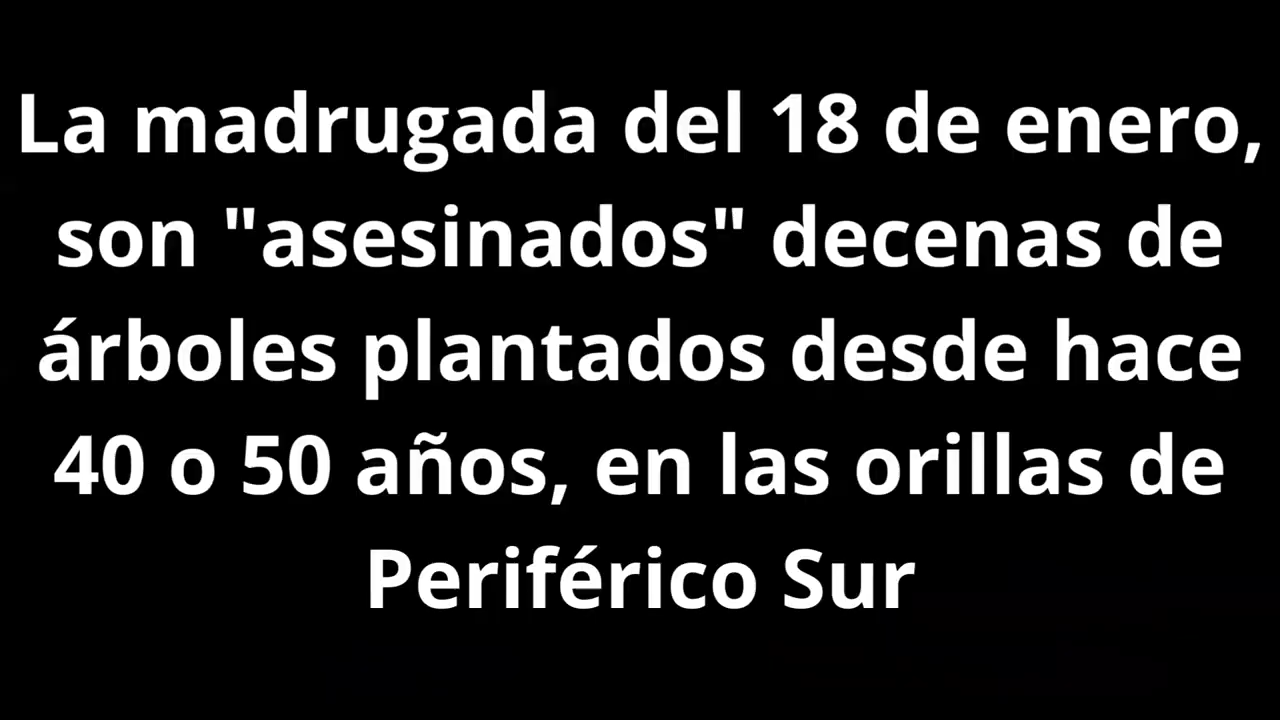 La madrugada del 18 de enero,
son "asesinados" decenas de
árboles plantados desde hace
40 o 50 años, en las orillas de
Periférico Sur